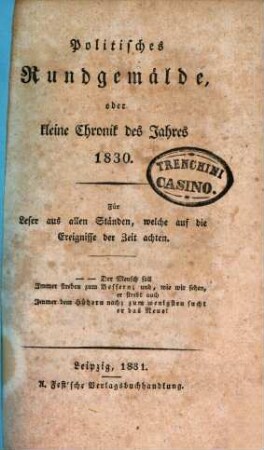 Politisches
Rundgemälde,
oder
kleine Chronik des Jahres
1830.
TRENCHINI
CASINO.
Für
Leser aus allen Ständen, welche auf die
Ereignisse der Zeit achten.
—— Der Mensch soll
Immer streben zum Bessern; und, wie wir sehen,
er strebt auch
Immer dem Höhern nach; zum wenigsten sucht
er das Neue!
Leipzig, 1831.
A. Fest'sche Verlagsbuchhandlung.